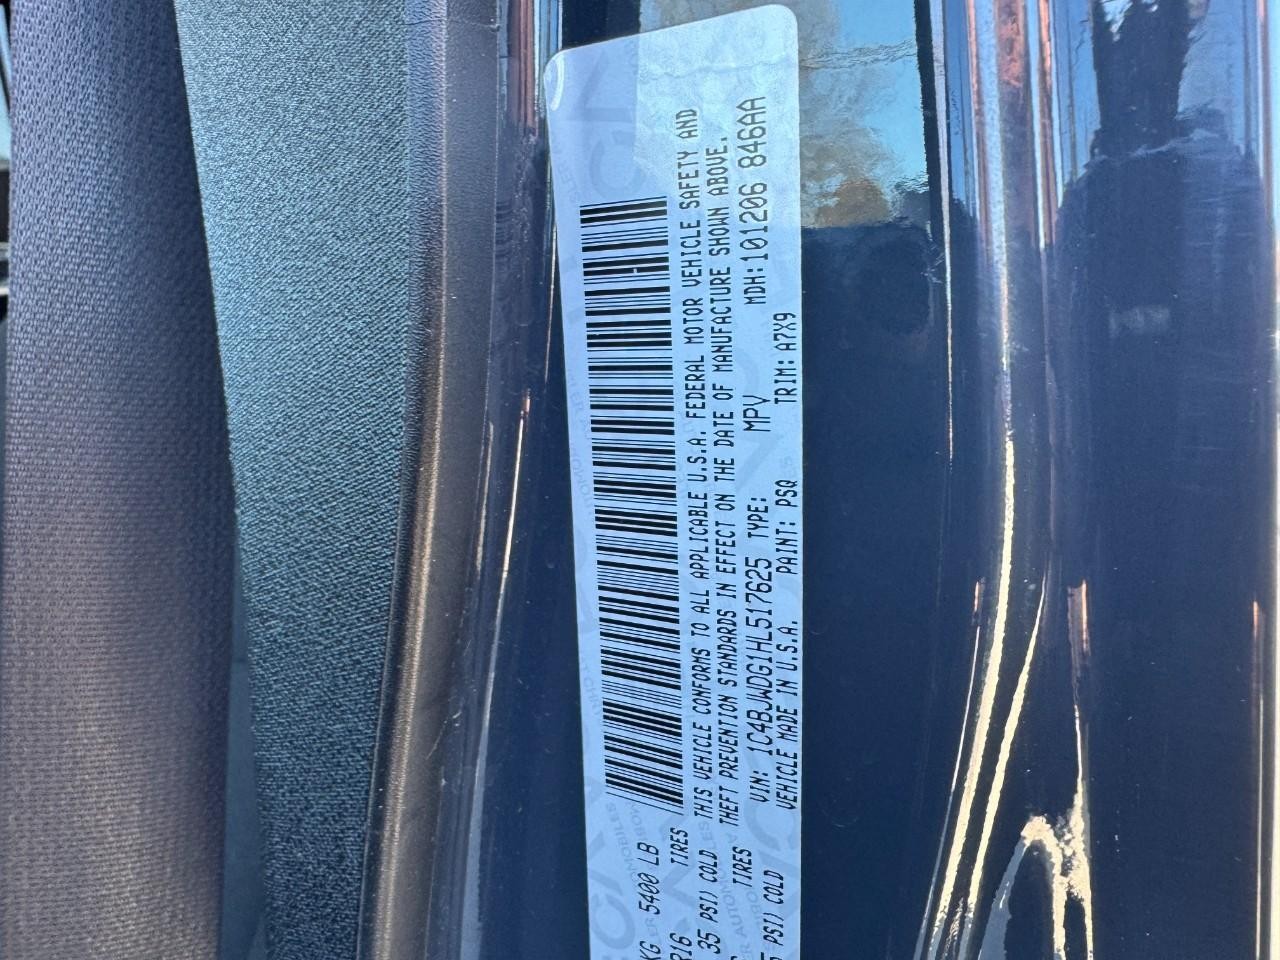 KG 5400 LB
R16 TIRES
35 PSI) COLD
TIRES
PSI) COLD
THIS VEHICLE CONFORMS TO ALL APPLICABLE U.S.A. FEDERAL MOTOR VEHICLE SAFETY AND
THEFT PREVENTION STANDARDS IN EFFECT ON THE DATE OF MANUFACTURE SHOWN ABOVE.
VIN: 1C4BJWDG1HL517625 TYPE: MPV MDH:101206 846AA
VEHICLE MADE IN U.S.A. PAINT: PSQ TRIM: A7X9